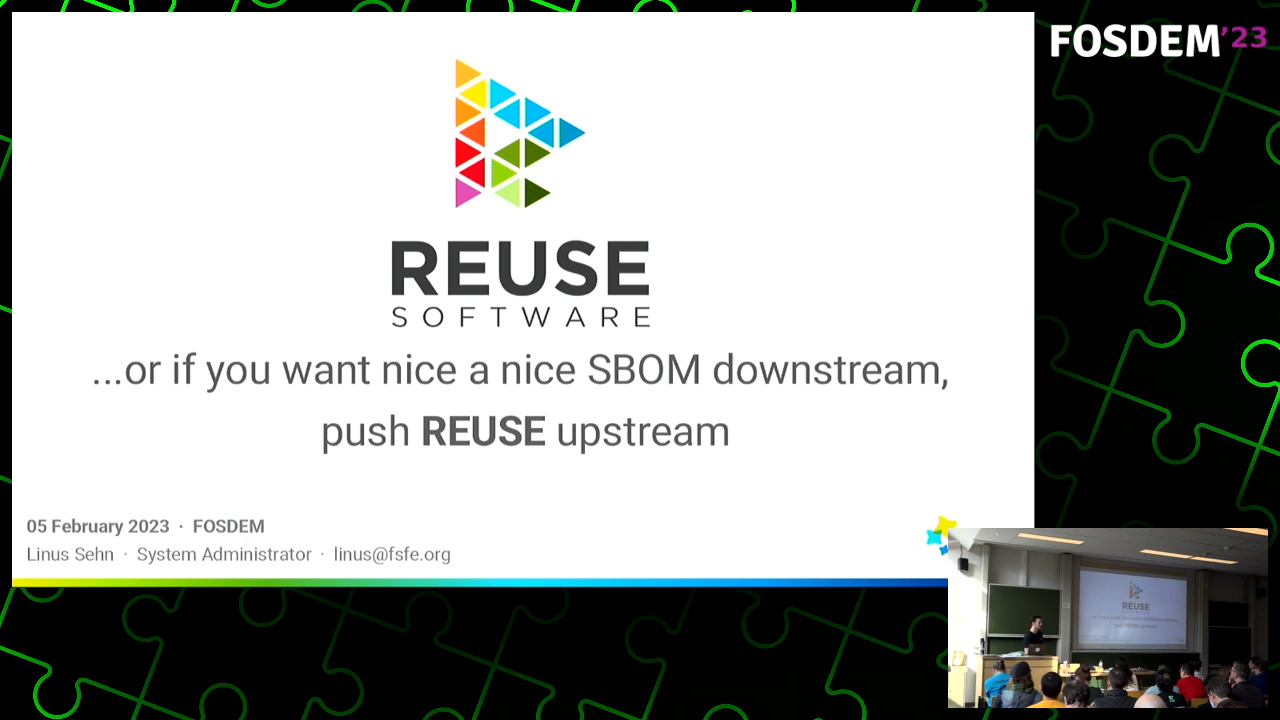 FOSDEM'23
REUSE
SOFTWARE
...or if you want nice a nice SBOM downstream,
push REUSE upstream
05 February 2023 · FOSDEM
Linus Sehn · System Administrator · linus@fsfe.org
REUSE